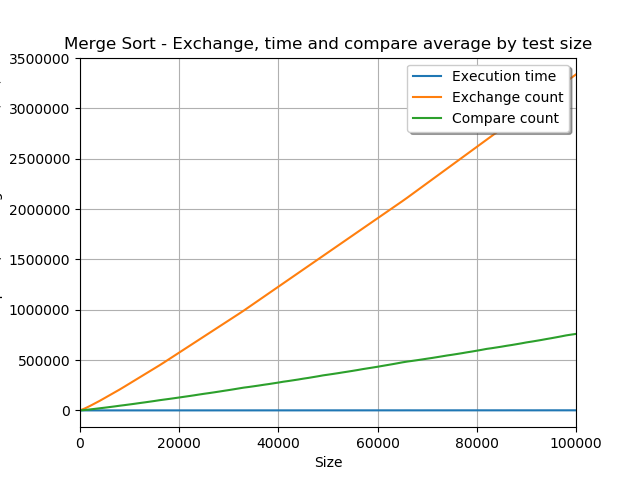 Merge Sort - Exchange, time and compare average by test size
Execution time
Exchange count
Compare count
3500000
3000000
2500000
2000000
1500000
1000000
500000
0
0 20000 40000 60000 80000 100000
Size